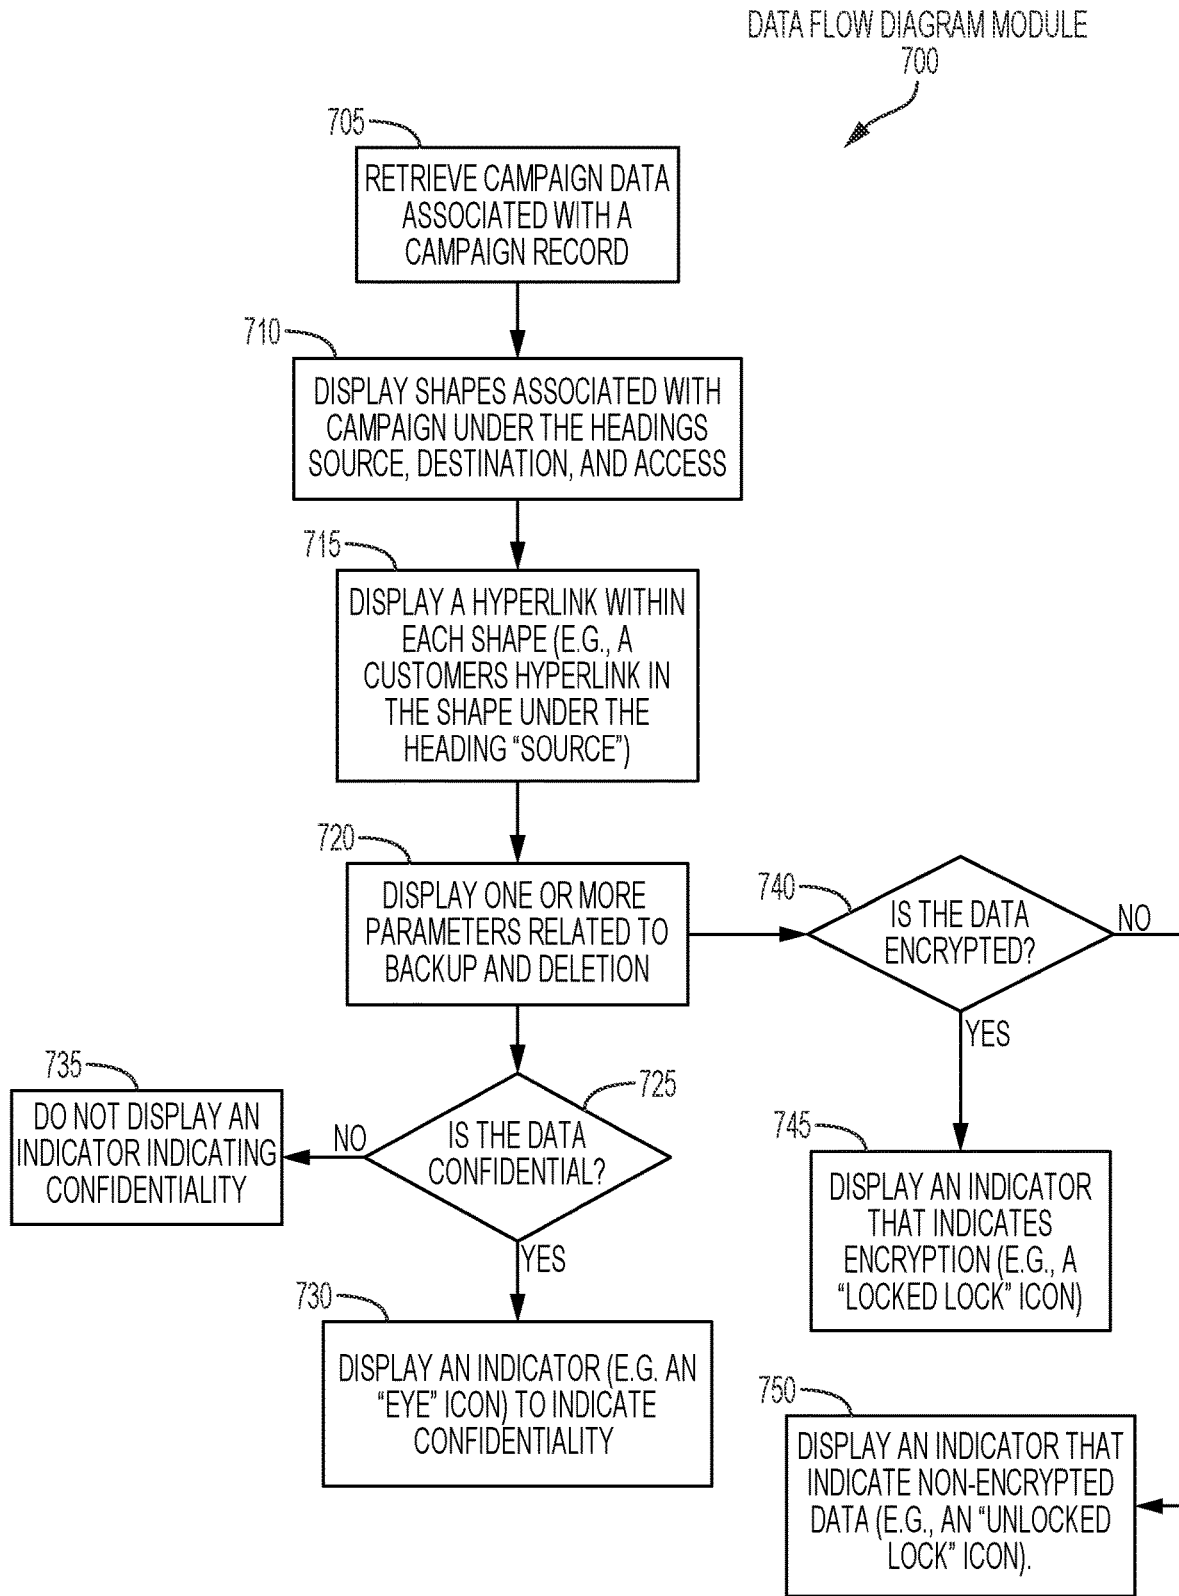 DATA FLOW DIAGRAM MODULE
700
705
RETRIEVE CAMPAIGN DATA
ASSOCIATED WITH A
CAMPAIGN RECORD
710
DISPLAY SHAPES ASSOCIATED WITH
CAMPAIGN UNDER THE HEADINGS
SOURCE, DESTINATION, AND ACCESS
715
DISPLAY A HYPERLINK WITHIN
EACH SHAPE (E.G., A
CUSTOMERS HYPERLINK IN
THE SHAPE UNDER THE
HEADING “SOURCE”)
720
DISPLAY ONE OR MORE
PARAMETERS RELATED TO
BACKUP AND DELETION
740
IS THE DATA
ENCRYPTED?
NO
YES
735
DO NOT DISPLAY AN
INDICATOR INDICATING
CONFIDENTIALITY
NO
725
IS THE DATA
CONFIDENTIAL?
YES
745
DISPLAY AN INDICATOR
THAT INDICATES
ENCRYPTION (E.G., A
“LOCKED LOCK” ICON)
730
DISPLAY AN INDICATOR (E.G. AN
“EYE” ICON) TO INDICATE
CONFIDENTIALITY
750
DISPLAY AN INDICATOR THAT
INDICATE NON-ENCRYPTED
DATA (E.G., AN “UNLOCKED
LOCK” ICON).